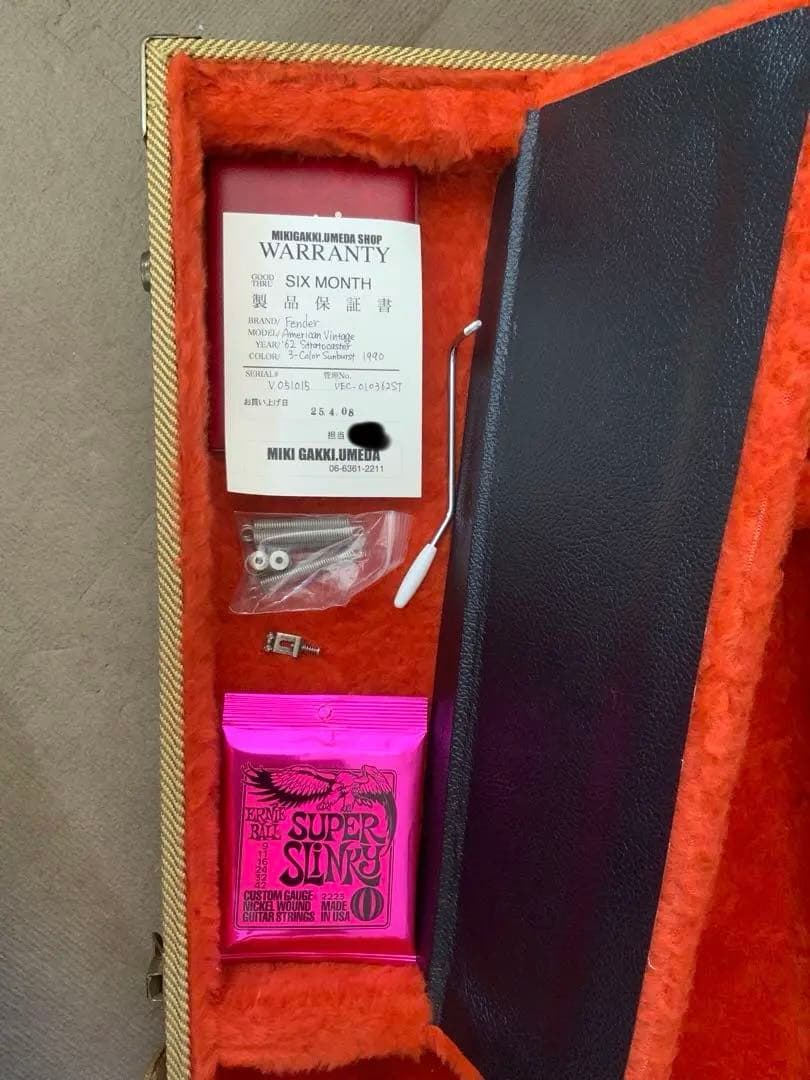 MIKIGAKKI.UMEDA SHOP
WARRANTY
GOOD THRU SIX MONTH
製品保証書
BRAND/ Fender
MODEL/ American Vintage
YEAR/ '62 Stratocaster
COLOR/ 3-Color Sunburst 1990
SERIAL# 管理No.
V051015 UEC-010362ST
お買い上げ日
25.4.08
担当
MIKI GAKKI.UMEDA
06-6361-2211
ERNIE BALL
SUPER SLINKY
9
11
16
24
32
42
CUSTOM GAUGE
NICKEL WOUND
GUITAR STRINGS
2223
MADE
IN USA